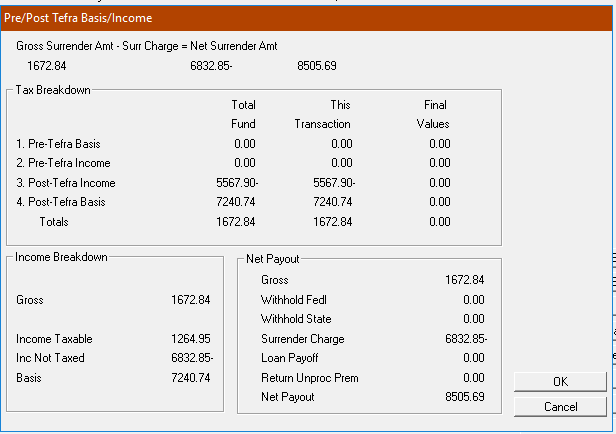 Pre/Post Tefra Basis/Income
Gross Surrender Amt - Surr Charge = Net Surrender Amt
1672.84 6832.85- 8505.69
Tax Breakdown
Total This Final
Fund Transaction Values
1. Pre-Tefra Basis 0.00 0.00 0.00
2. Pre-Tefra Income 0.00 0.00 0.00
3. Post-Tefra Income 5567.90- 5567.90- 0.00
4. Post-Tefra Basis 7240.74 7240.74 0.00
Totals 1672.84 1672.84 0.00
Income Breakdown
Gross 1672.84
Income Taxable 1264.95
Inc Not Taxed 6832.85-
Basis 7240.74
Net Payout
Gross 1672.84
Withhold Fedl 0.00
Withhold State 0.00
Surrender Charge 6832.85-
Loan Payoff 0.00
Return Unproc Prem 0.00
Net Payout 8505.69
OK
Cancel